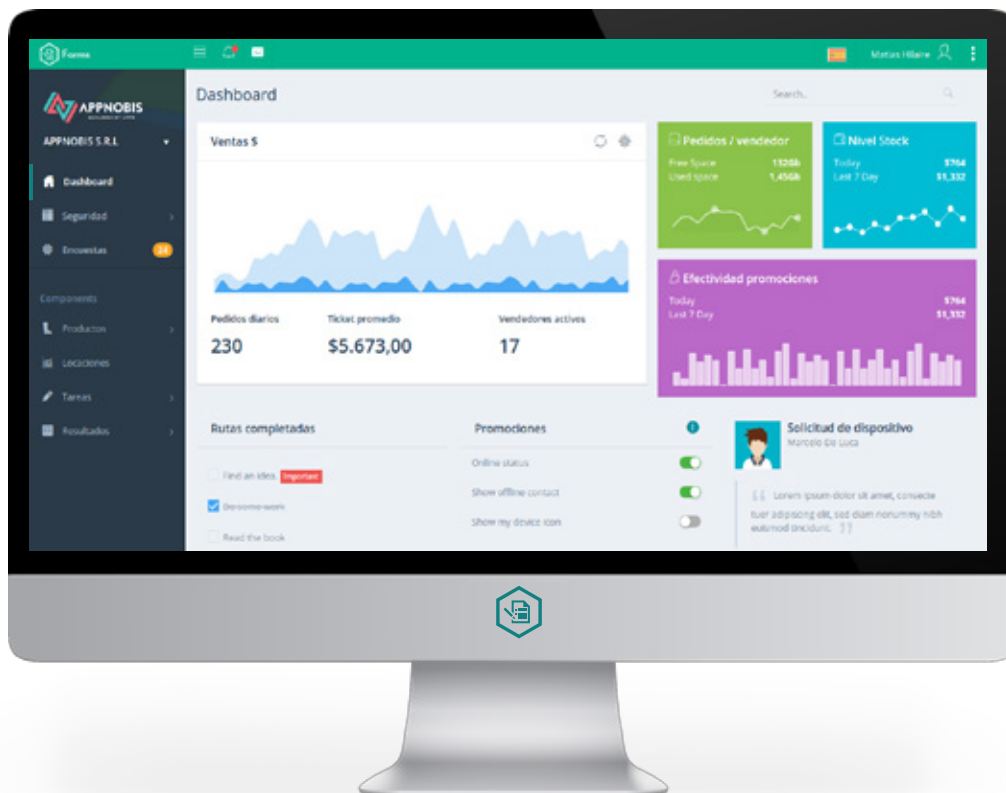 Forms
Matias Hilaire
APPNOBIS
APPNOBIS S.R.L
Dashboard
Seguridad
Encuestas
24
Components
Productos
Locaciones
Tareas
Resultados
Dashboard
Search..
Ventas $
Pedidos diarios
Ticket promedio
Vendedores activos
230
$5.673,00
17
Pedidos / vendedor
Free Space
Used space 1,45Gb
Nivel Stock
Today $764
Last 7 Day $1,332
Efectividad promociones
Today $764
Last 7 Day $1,332
Rutas completadas
Find an idea. Important
Do some work
Read the book
Promociones
Online status
Show offline contact
Show my device icon
Solicitud de dispositivo
Marcelo De Luca
Lorem ipsum dolor sit amet, consecte
tuer adipiscing elit, sed diam nonummy nibh
euismod tincidunt.